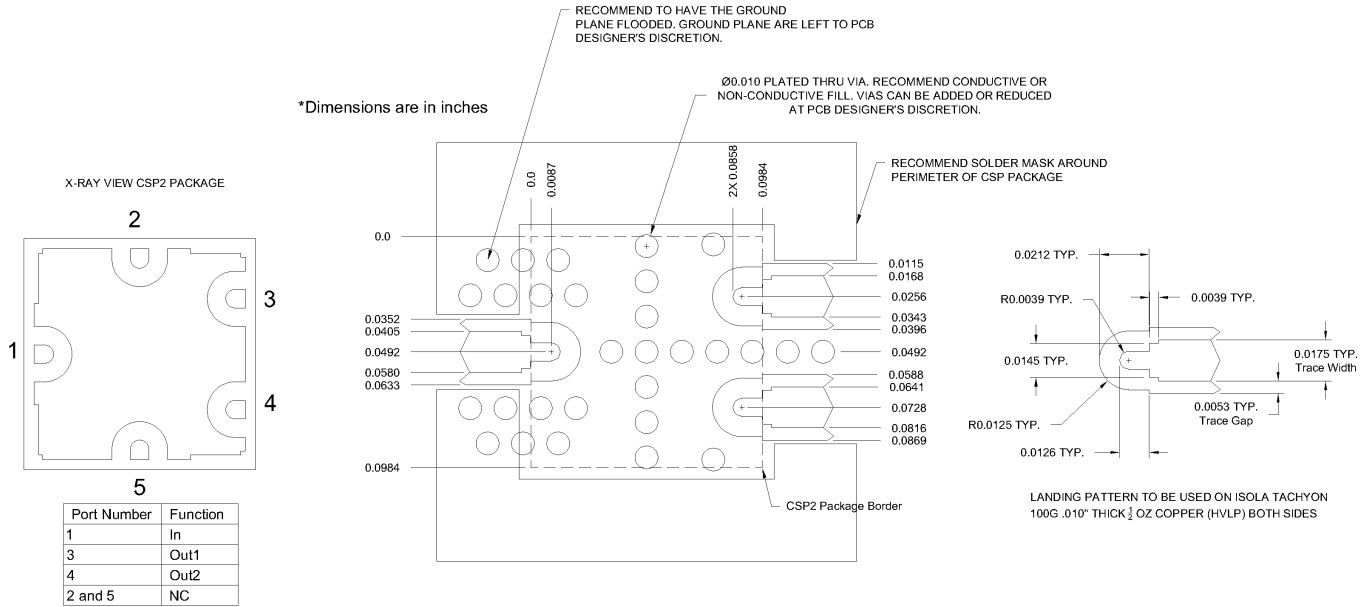 RECOMMEND TO HAVE THE GROUND
PLANE FLOODED. GROUND PLANE ARE LEFT TO PCB
DESIGNER'S DISCRETION.
Ø0.010 PLATED THRU VIA. RECOMMEND CONDUCTIVE OR
NON-CONDUCTIVE FILL. VIAS CAN BE ADDED OR REDUCED
AT PCB DESIGNER'S DISCRETION.
*Dimensions are in inches
RECOMMEND SOLDER MASK AROUND
PERIMETER OF CSP PACKAGE
X-RAY VIEW CSP2 PACKAGE
2
3
1
4
5
Port Number Function
1 In
3 Out1
4 Out2
2 and 5 NC
0.0
0.0087
2X 0.0858
0.0984
0.0
0.0352
0.0405
0.0492
0.0580
0.0633
0.0984
0.0115
0.0168
0.0256
0.0343
0.0396
0.0492
0.0588
0.0641
0.0728
0.0816
0.0869
CSP2 Package Border
0.0212 TYP.
R0.0039 TYP.
0.0039 TYP.
0.0145 TYP.
0.0175 TYP.
Trace Width
0.0053 TYP.
Trace Gap
R0.0125 TYP.
0.0126 TYP.
LANDING PATTERN TO BE USED ON ISOLA TACHYON
100G .010" THICK ½ OZ COPPER (HVLP) BOTH SIDES